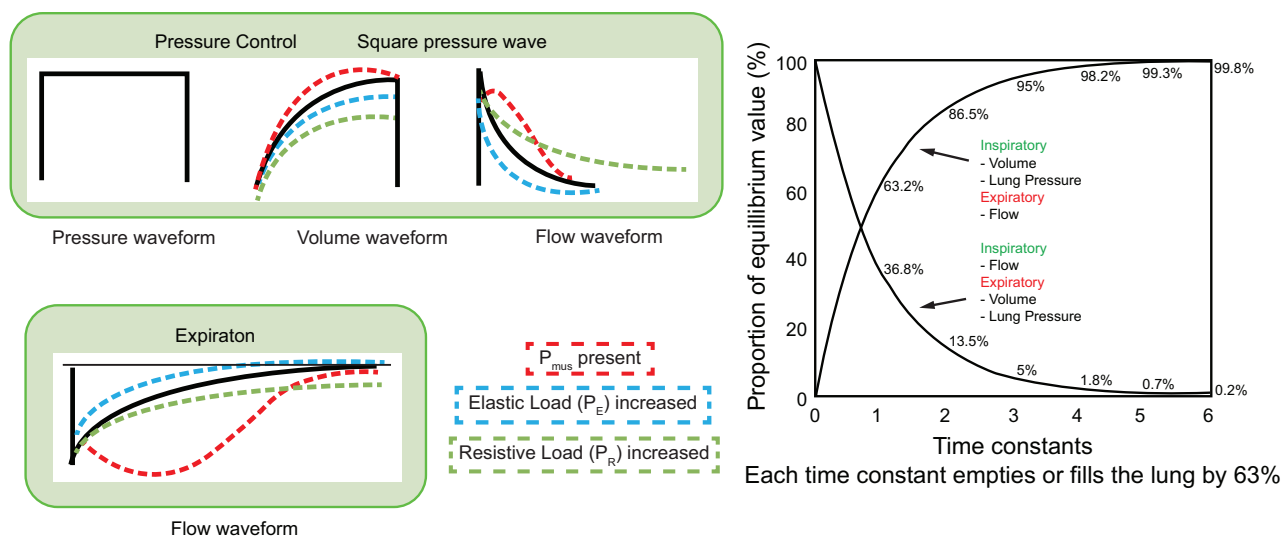 Pressure Control
Square pressure wave
Pressure waveform
Volume waveform
Flow waveform
Expiraton
Flow waveform
Pmus present
Elastic Load (PE) increased
Resistive Load (PR) increased
Proportion of equillibrium value (%)
100
80
60
40
20
0
0
1
2
3
4
5
6
63.2%
86.5%
95%
98.2%
99.3%
99.8%
Inspiratory
- Volume
- Lung Pressure
Expiratory
- Flow
36.8%
13.5%
5%
1.8%
0.7%
0.2%
Inspiratory
- Flow
Expiratory
- Volume
- Lung Pressure
Time constants
Each time constant empties or fills the lung by 63%